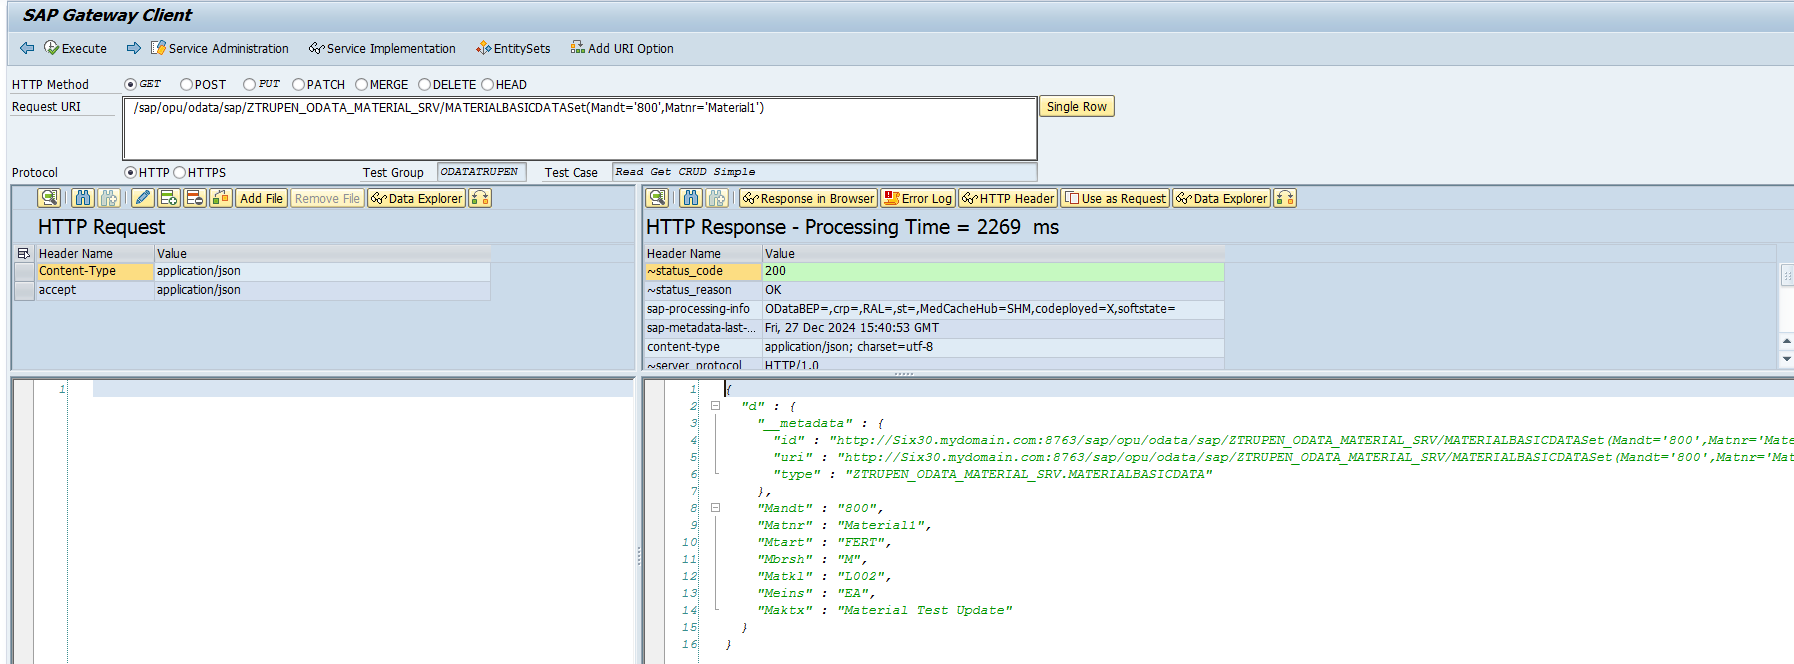 SAP Gateway Client
Execute Service Administration Service Implementation EntitySets Add URI Option
HTTP Method GET POST PUT PATCH MERGE DELETE HEAD
Request URI /sap/opu/odata/sap/ZTRUPEN_ODATA_MATERIAL_SRV/MATERIALBASICDATASet(Mandt='800',Matnr='Material1') Single Row
Protocol HTTP HTTPS Test Group ODATATRUPEN Test Case Read Get CRUD Simple
Add File Remove File Data Explorer
HTTP Request
Header Name Value
Content-Type application/json
accept application/json
1
Response in Browser Error Log HTTP Header Use as Request Data Explorer
HTTP Response - Processing Time = 2269 ms
Header Name Value
~status_code 200
~status_reason OK
sap-processing-info ODataBEP=,crp=,RAL=,st=,MedCacheHub=SHM,codeployed=X,softstate=
sap-metadata-last-... Fri, 27 Dec 2024 15:40:53 GMT
content-type application/json; charset=utf-8
~server_protocol HTTP/1.0
1 {
2 "d" : {
3 "__metadata" : {
4 "id" : "http://Six30.mydomain.com:8763/sap/opu/odata/sap/ZTRUPEN_ODATA_MATERIAL_SRV/MATERIALBASICDATASet(Mandt='800',Matnr='Mate
5 "uri" : "http://Six30.mydomain.com:8763/sap/opu/odata/sap/ZTRUPEN_ODATA_MATERIAL_SRV/MATERIALBASICDATASet(Mandt='800',Matnr='Mat
6 "type" : "ZTRUPEN_ODATA_MATERIAL_SRV.MATERIALBASICDATA"
7 },
8 "Mandt" : "800",
9 "Matnr" : "Material1",
10 "Mtart" : "FERT",
11 "Mbrsh" : "M",
12 "Matkl" : "L002",
13 "Meins" : "EA",
14 "Maktx" : "Material Test Update"
15 }
16 }